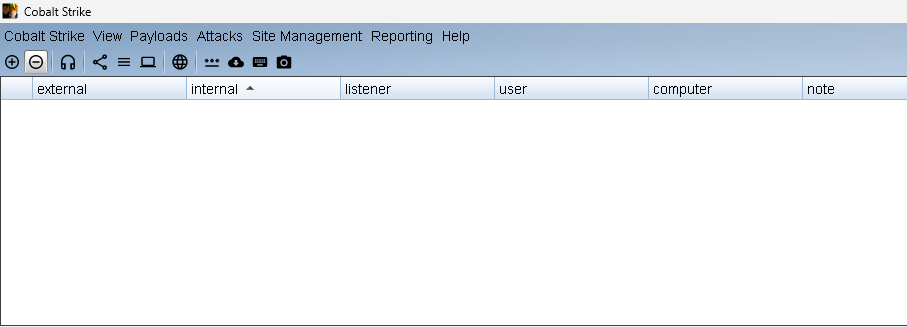 Cobalt Strike
Cobalt Strike View Payloads Attacks Site Management Reporting Help
external internal listener user computer note